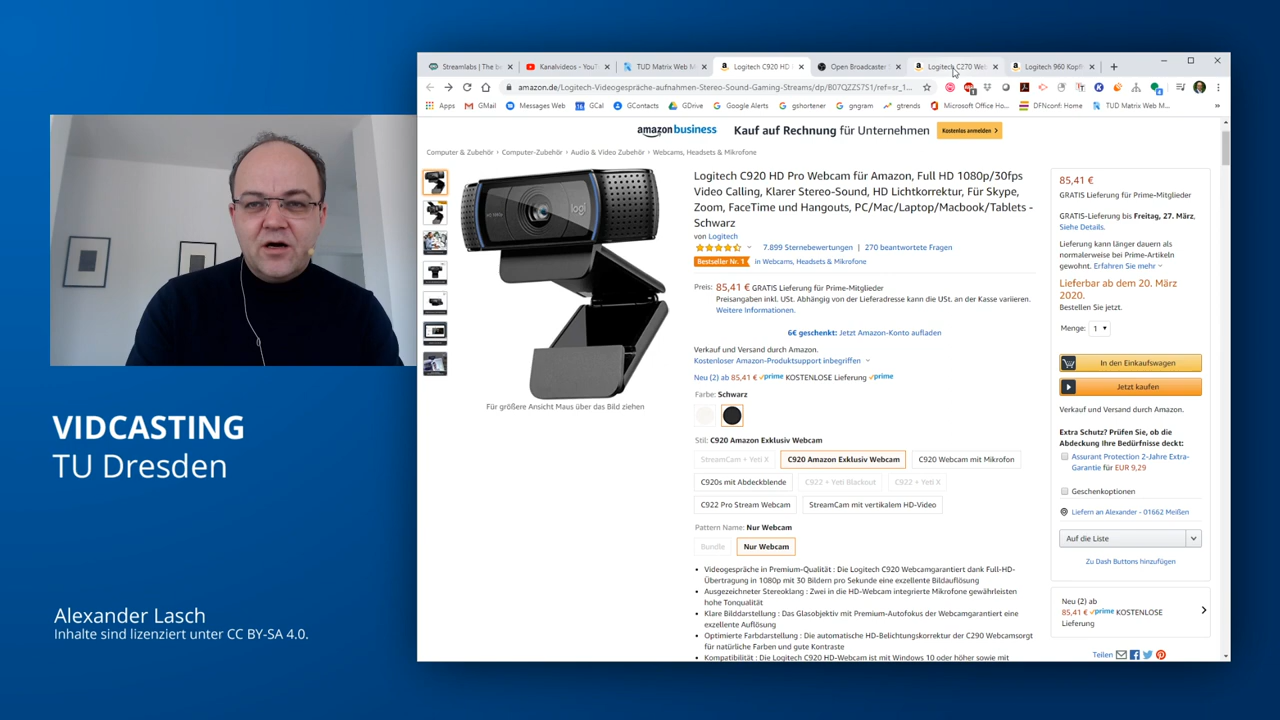 Streamlabs | The be
Kanalvideos - YouT
TUD Matrix Web M
Logitech C920 HD
Open Broadcaster
Logitech C270 Web
Logitech 960 Kopf
amazon.de/Logitech-Videogespräche-aufnahmen-Stereo-Sound-Gaming-Streams/dp/B07QZZS7S1/ref=sr_1...
Apps
GMail
Messages Web
GCal
GContacts
GDrive
Google Alerts
gshortener
gngram
gtrends
Microsoft Office Ho...
DFNconf: Home
TUD Matrix Web M...
amazon business Kauf auf Rechnung für Unternehmen Kostenlos anmelden
Computer & Zubehör › Computer-Zubehör › Audio & Video Zubehör › Webcams, Headsets & Mikrofone
logi
Für größere Ansicht Maus über das Bild ziehen
Logitech C920 HD Pro Webcam für Amazon, Full HD 1080p/30fps
Video Calling, Klarer Stereo-Sound, HD Lichtkorrektur, Für Skype,
Zoom, FaceTime und Hangouts, PC/Mac/Laptop/Macbook/Tablets -
Schwarz
von Logitech
7.899 Sternebewertungen | 270 beantwortete Fragen
Bestseller Nr. 1 in Webcams, Headsets & Mikrofone
Preis: 85,41 € GRATIS Lieferung für Prime-Mitglieder
Preisangaben inkl. USt. Abhängig von der Lieferadresse kann die USt. an der Kasse variieren.
Weitere Informationen.
6€ geschenkt: Jetzt Amazon-Konto aufladen
Verkauf und Versand durch Amazon.
Kostenloser Amazon-Produktsupport inbegriffen
Neu (2) ab 85,41 € prime KOSTENLOSE Lieferung prime
Farbe: Schwarz
Stil: C920 Amazon Exklusiv Webcam
StreamCam + Yeti X
C920 Amazon Exklusiv Webcam
C920 Webcam mit Mikrofon
C920s mit Abdeckblende
C922 + Yeti Blackout
C922 + Yeti X
C922 Pro Stream Webcam
StreamCam mit vertikalem HD-Video
Pattern Name: Nur Webcam
Bundle
Nur Webcam
• Videogespräche in Premium-Qualität : Die Logitech C920 Webcamgarantiert dank Full-HD-
Übertragung in 1080p mit 30 Bildern pro Sekunde eine exzellente Bildauflösung
• Ausgezeichneter Stereoklang : Zwei in die HD-Webcam integrierte Mikrofone gewährleisten
hohe Tonqualität
• Klare Bilddarstellung : Das Glasobjektiv mit Premium-Autofokus der Webcamgarantiert eine
exzellente Auflösung
• Optimierte Farbdarstellung : Die automatische HD-Belichtungskorrektur der C290 Webcamsorgt
für natürliche Farben und gute Kontraste
• Kompatibilität : Die Logitech C920 HD-Webcam ist mit Windows 10 oder höher sowie mit
85,41 €
GRATIS Lieferung für Prime-Mitglieder
GRATIS-Lieferung bis Freitag, 27. März,
Siehe Details.
Lieferung kann länger dauern als
normalerweise bei Prime-Artikeln
gewohnt. Erfahren Sie mehr
Lieferbar ab dem 20. März
2020.
Bestellen Sie jetzt.
Menge: 1
In den Einkaufswagen
Jetzt kaufen
Verkauf und Versand durch Amazon.
Extra Schutz? Prüfen Sie, ob die
Abdeckung Ihre Bedürfnisse deckt:
Assurant Protection 2-Jahre Extra-
Garantie für EUR 9,29
Geschenkoptionen
Liefern an Alexander - 01662 Meißen
Auf die Liste
Zu Dash Buttons hinzufügen
Neu (2) ab
85,41 € prime KOSTENLOSE
Lieferung
Teilen
VIDCASTING
TU Dresden
Alexander Lasch
Inhalte sind lizenziert unter CC BY-SA 4.0.